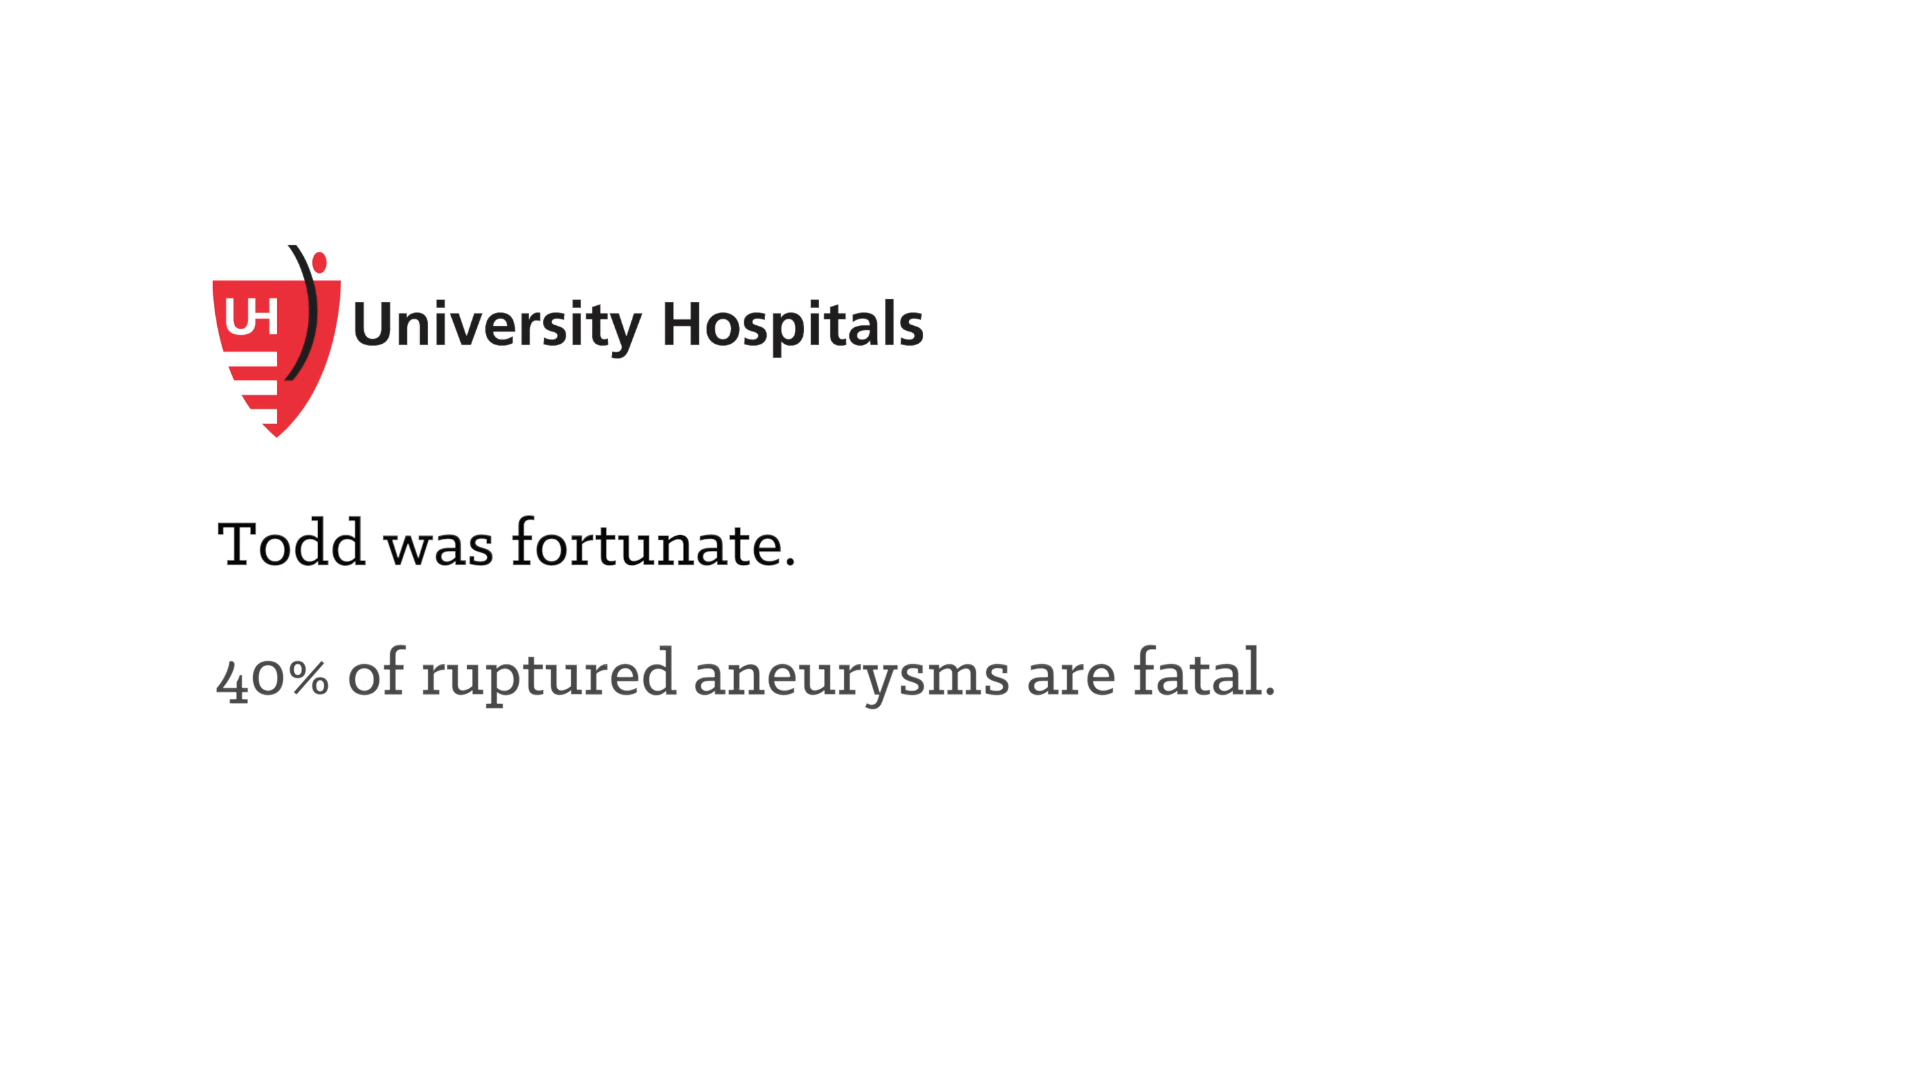 UH University Hospitals
Todd was fortunate.
40% of ruptured aneurysms are fatal.